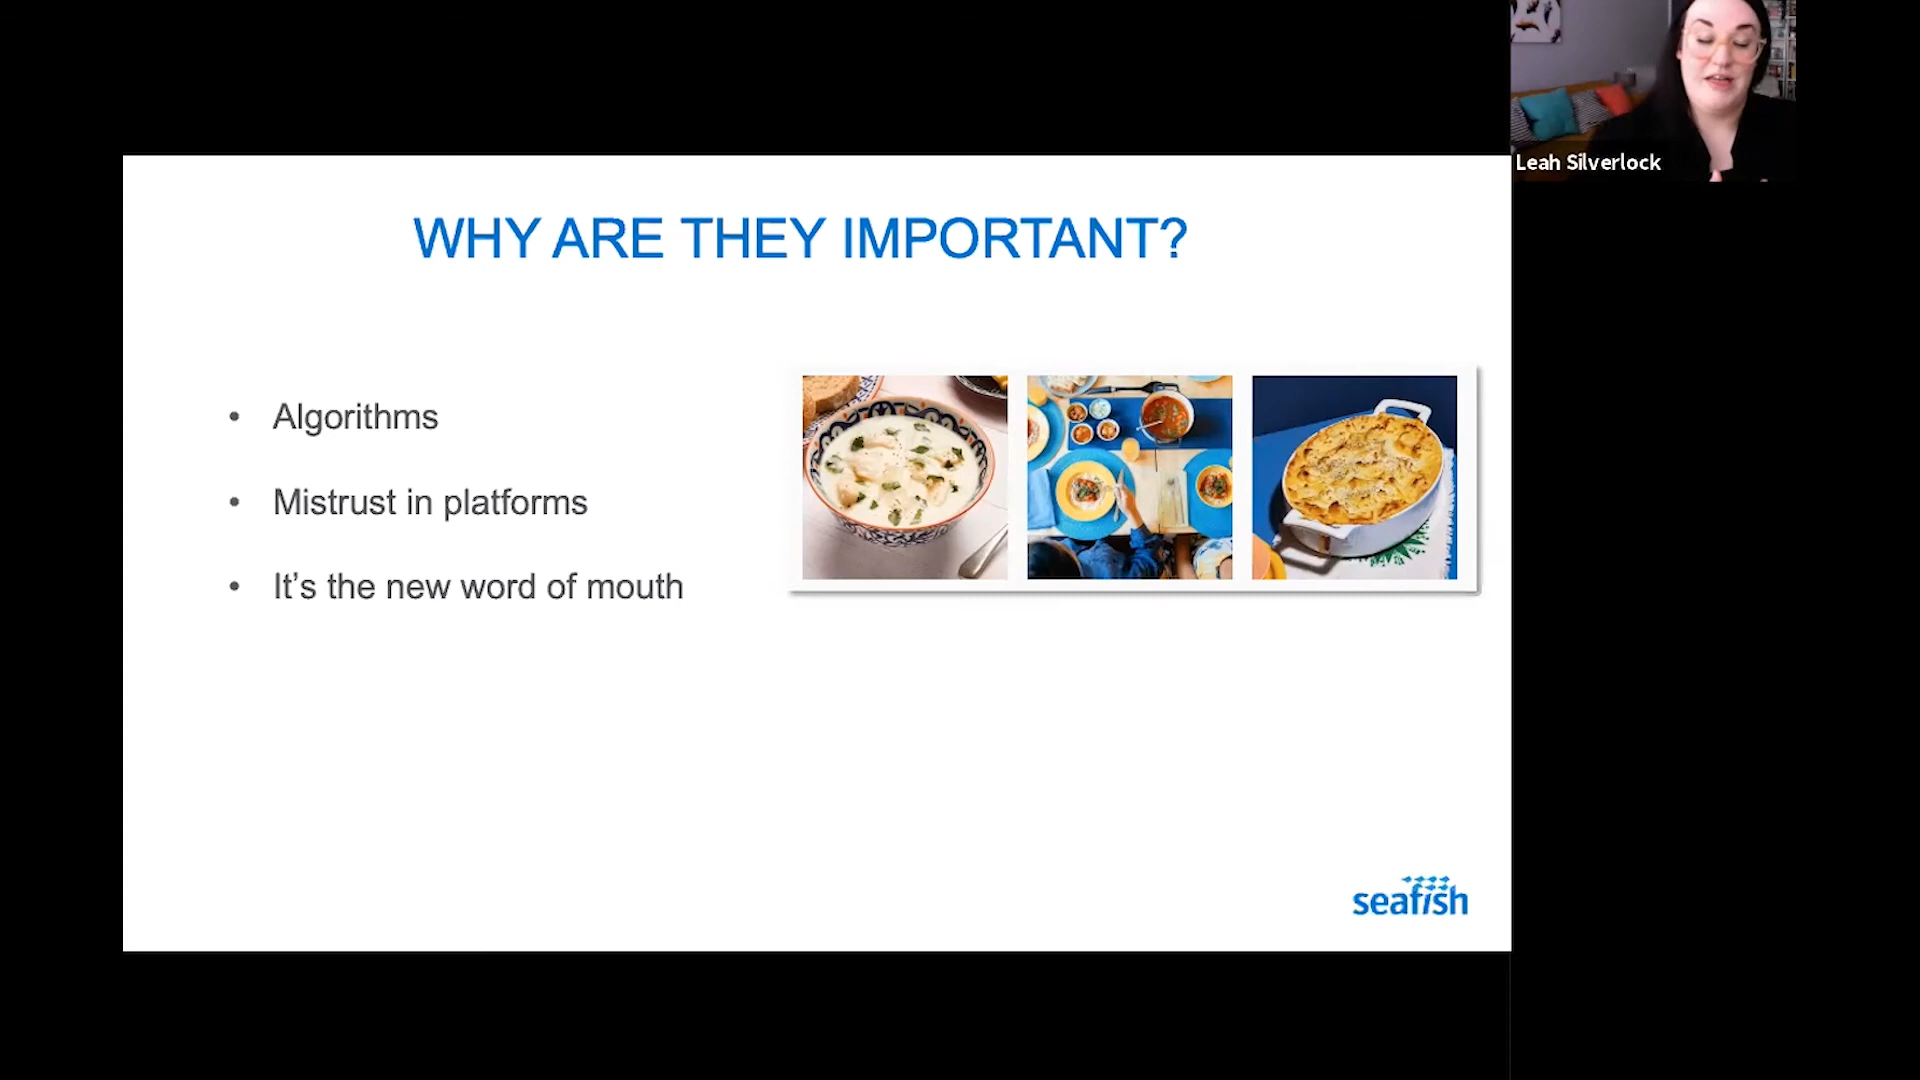 Leah Silverlock
WHY ARE THEY IMPORTANT?
• Algorithms
• Mistrust in platforms
• It’s the new word of mouth
seafish